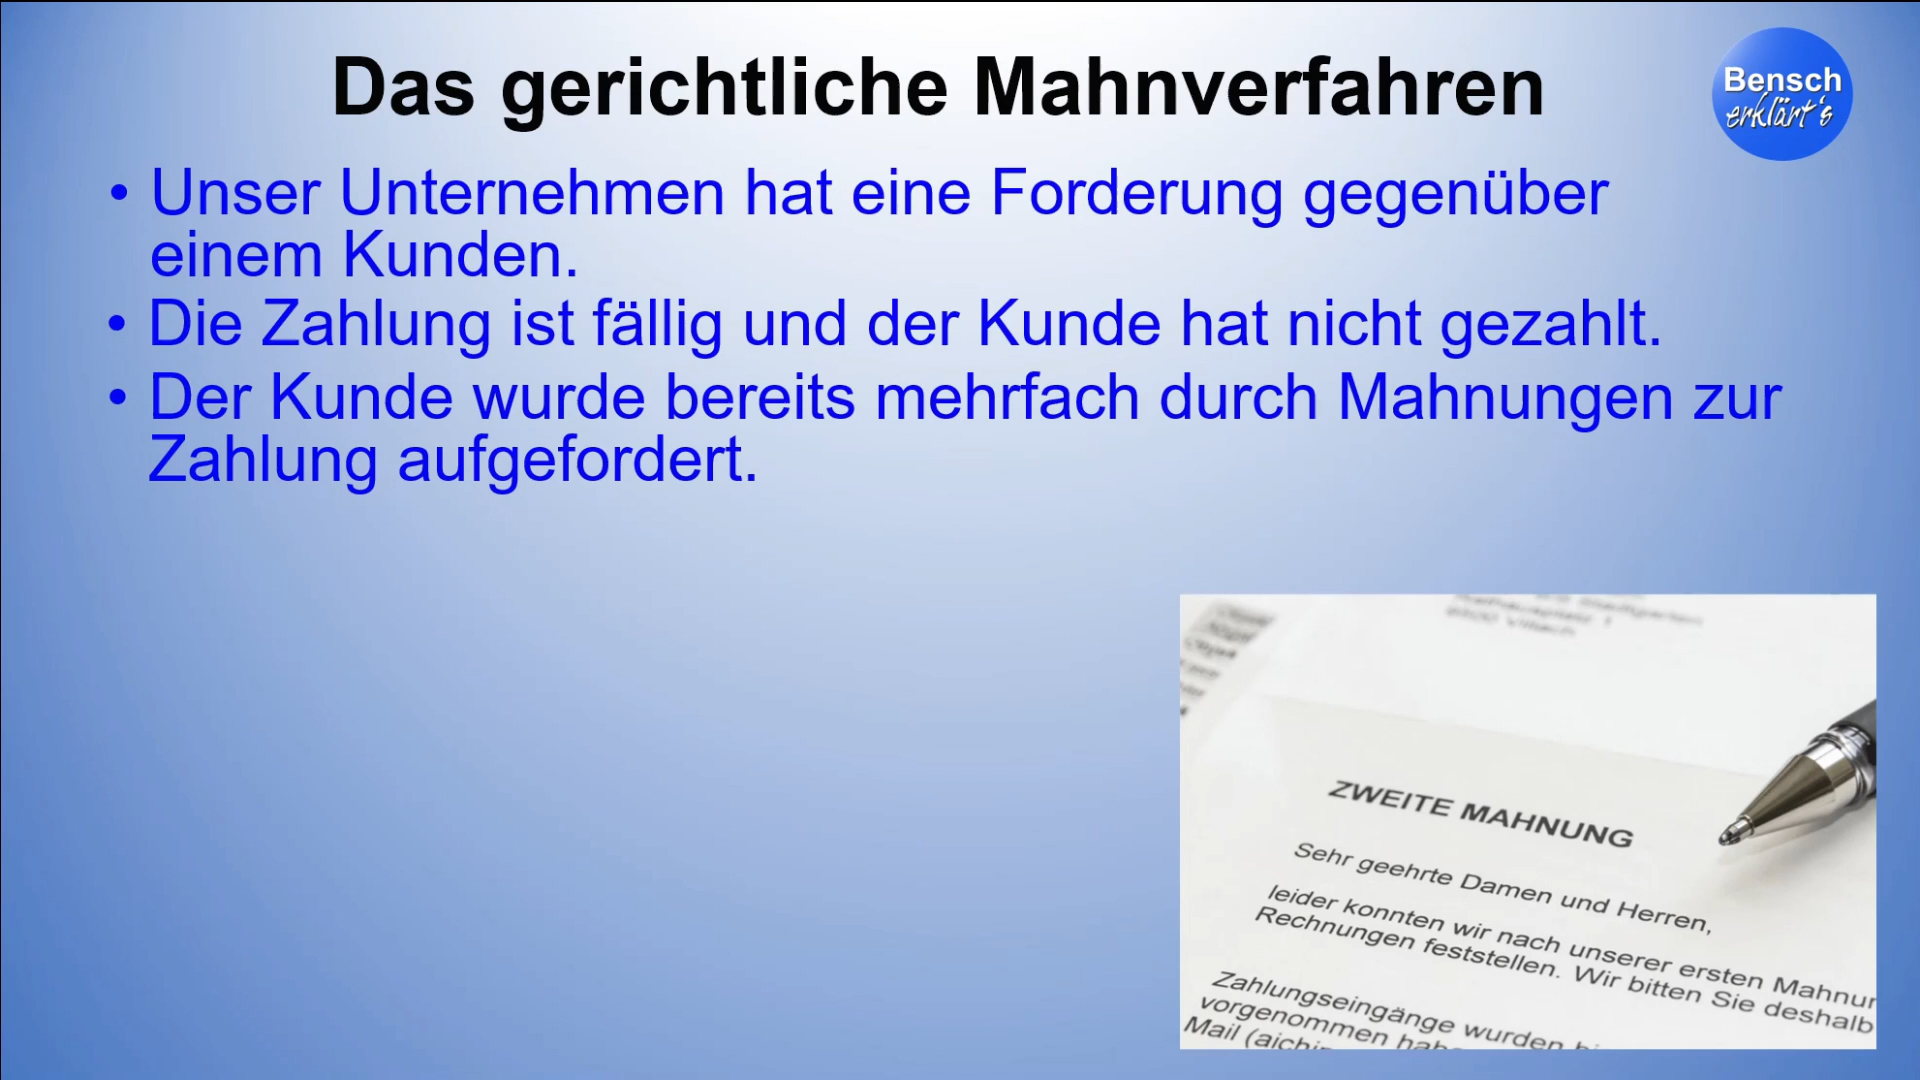 Das gerichtliche Mahnverfahren
Bensch
erklärt's
• Unser Unternehmen hat eine Forderung gegenüber
einem Kunden.
• Die Zahlung ist fällig und der Kunde hat nicht gezahlt.
• Der Kunde wurde bereits mehrfach durch Mahnungen zur
Zahlung aufgefordert.
ZWEITE MAHNUNG
Sehr geehrte Damen und Herren,
leider konnten wir nach unserer ersten Mahnun
Rechnungen feststellen. Wir bitten Sie deshalb
Zahlungseingänge wurden
vorgenommen
Mail